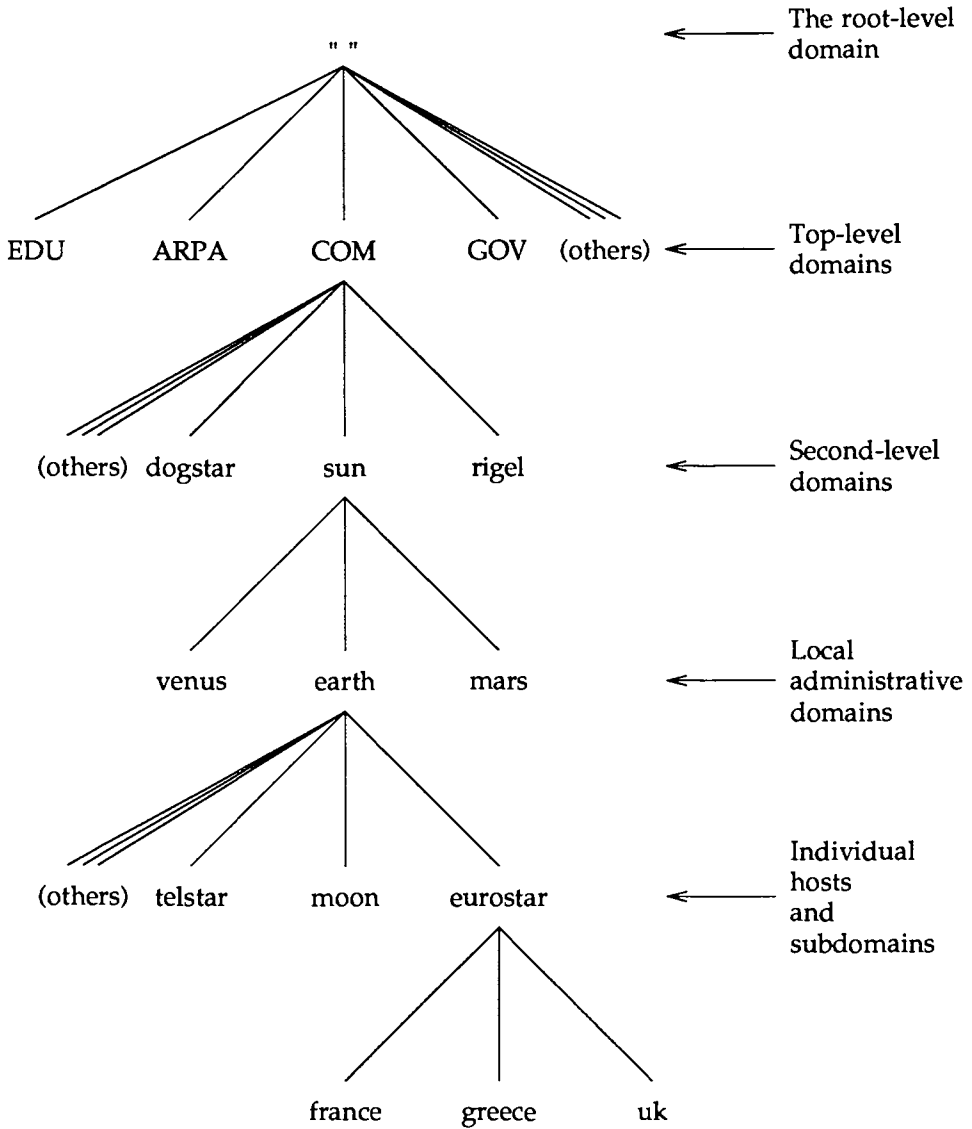 " "
The root-level
domain
EDU ARPA COM GOV (others)
Top-level
domains
(others) dogstar sun rigel
Second-level
domains
venus earth mars
Local
administrative
domains
(others) telstar moon eurostar
Individual
hosts
and
subdomains
france greece uk